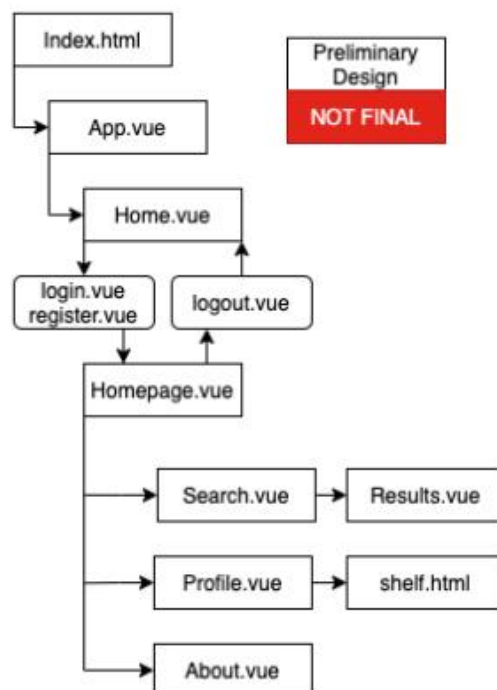 Index.html
Preliminary
Design
NOT FINAL
App.vue
Home.vue
login.vue
register.vue
logout.vue
Homepage.vue
Search.vue
Results.vue
Profile.vue
shelf.html
About.vue